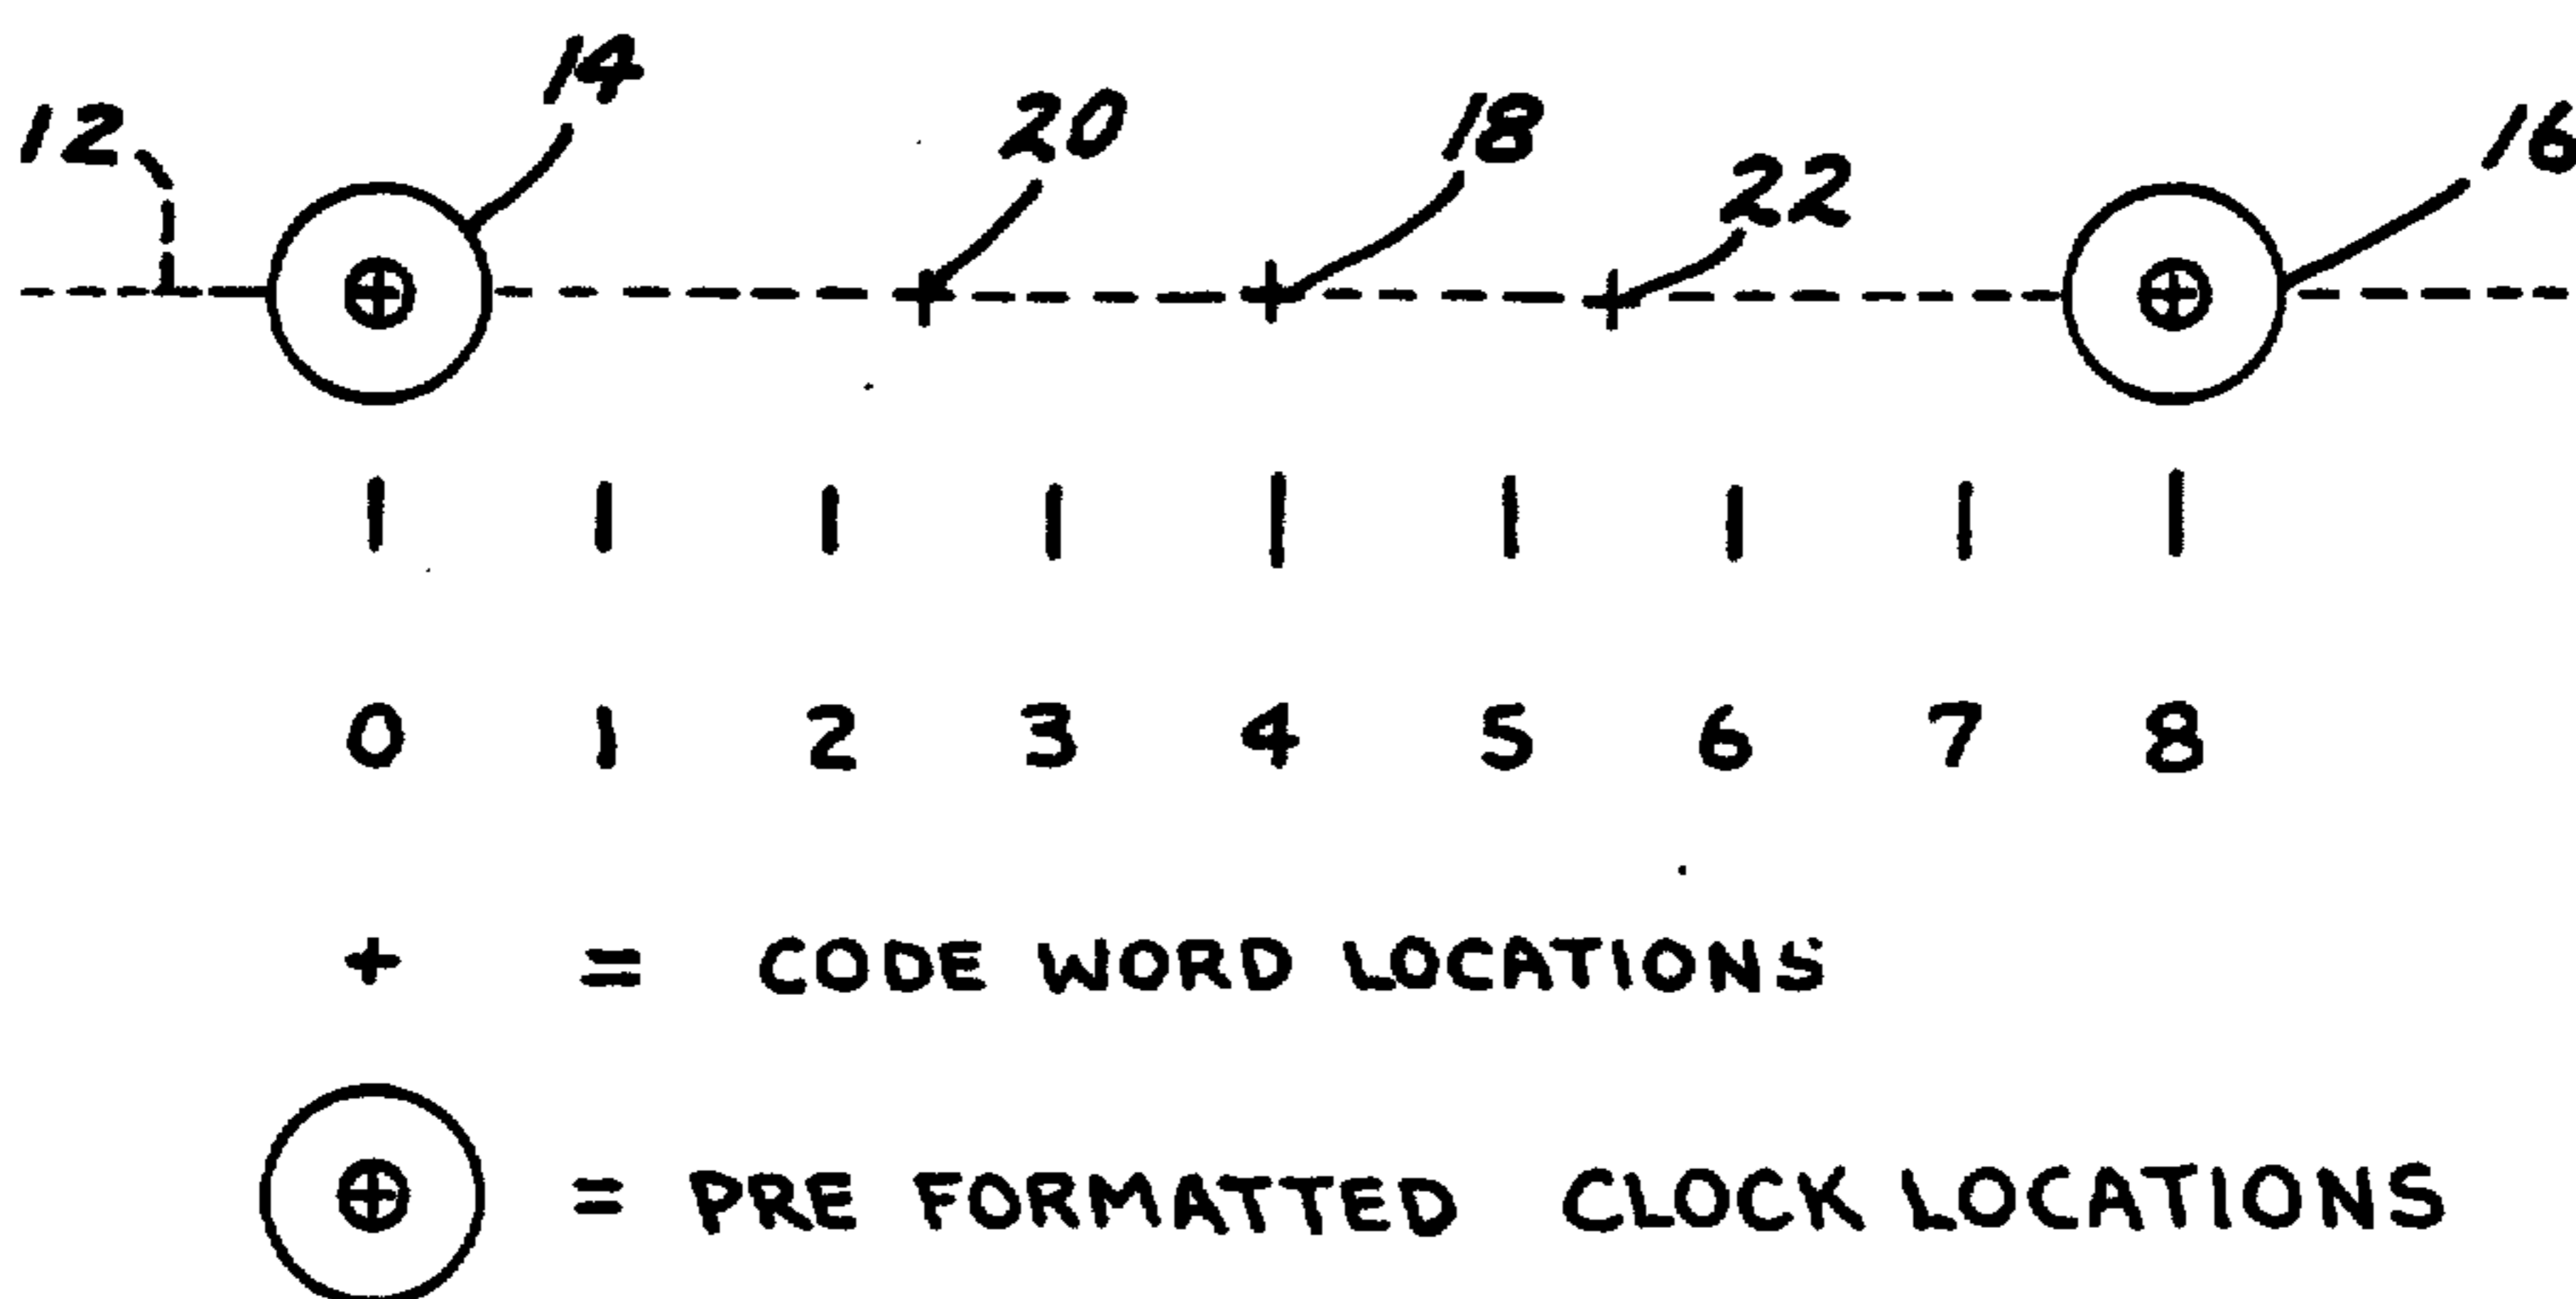 12 14 20 18 22 16
0 1 2 3 4 5 6 7 8
+ = CODE WORD LOCATIONS
= PRE FORMATTED CLOCK LOCATIONS